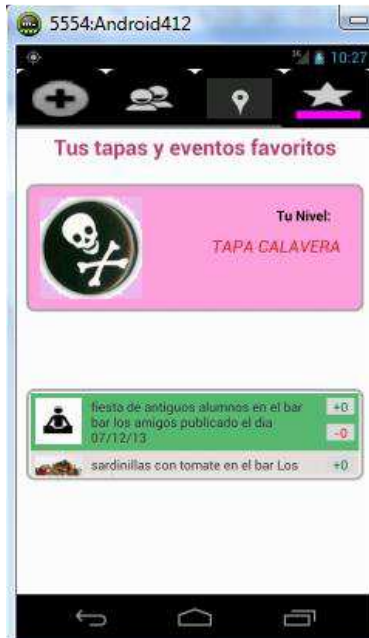 5554:Android412
3G
10:27
Tus tapas y eventos favoritos
Tu Nivel:
TAPA CALAVERA
fiesta de antiguos alumnos en el bar
bar los amigos publicado el dia
07/12/13
+0
-0
sardinillas con tomate en el bar Los
+0